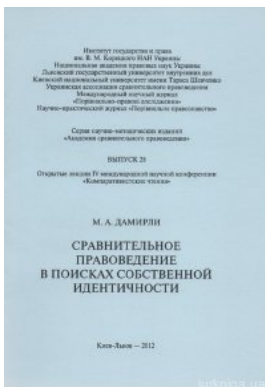 Институт государства и права
им. В. М. Корецкого НАН Украины
Национальная академия правовых наук Украины
Львовский государственный университет внутренних дел
Киевский национальный университет имени Тараса Шевченко
Украинская ассоциация сравнительного правоведения
Международный научный журнал
«Порівняльно-правові дослідження»
Научно-практический журнал «Порівняльне правознавство»
Серия научно-методических изданий
«Академия сравнительного правоведения»
ВЫПУСК 28
Открытые лекции IV международной научной конференции
«Компаративистские чтения»
М. А. ДАМИРЛИ
СРАВНИТЕЛЬНОЕ
ПРАВОВЕДЕНИЕ
В ПОИСКАХ СОБСТВЕННОЙ
ИДЕНТИЧНОСТИ
Киев-Львов — 2012